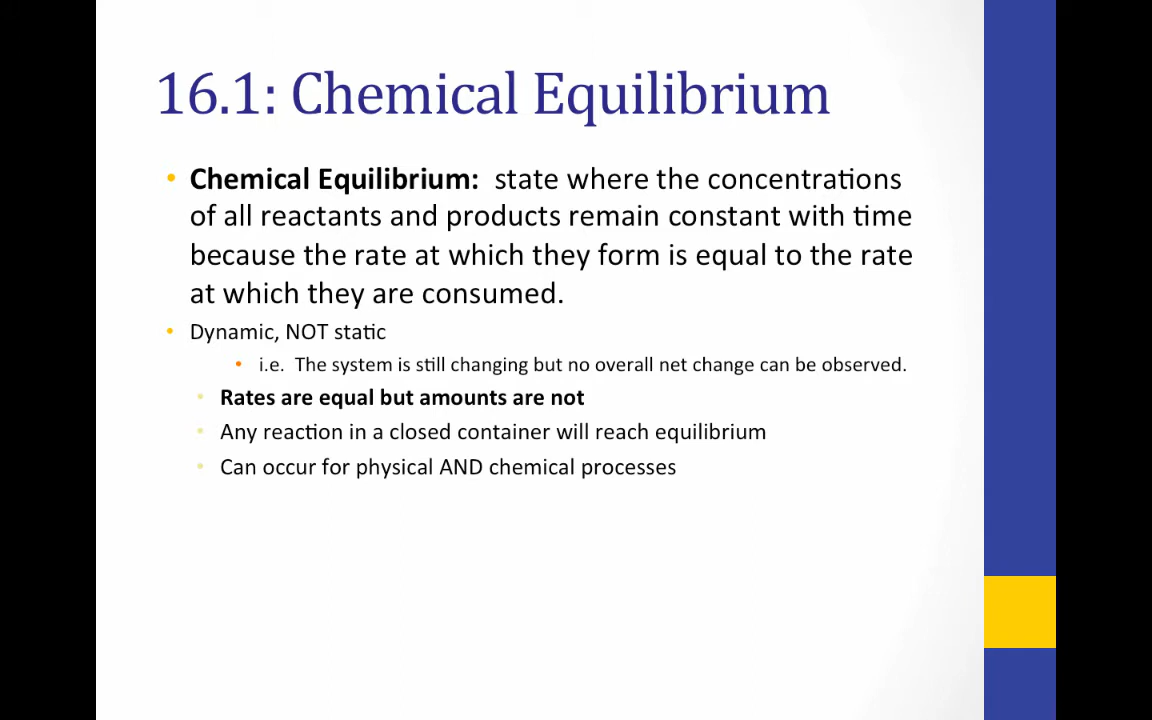 16.1: Chemical Equilibrium
• Chemical Equilibrium: state where the concentrations
of all reactants and products remain constant with time
because the rate at which they form is equal to the rate
at which they are consumed.
• Dynamic, NOT static
• i.e. The system is still changing but no overall net change can be observed.
• Rates are equal but amounts are not
• Any reaction in a closed container will reach equilibrium
• Can occur for physical AND chemical processes